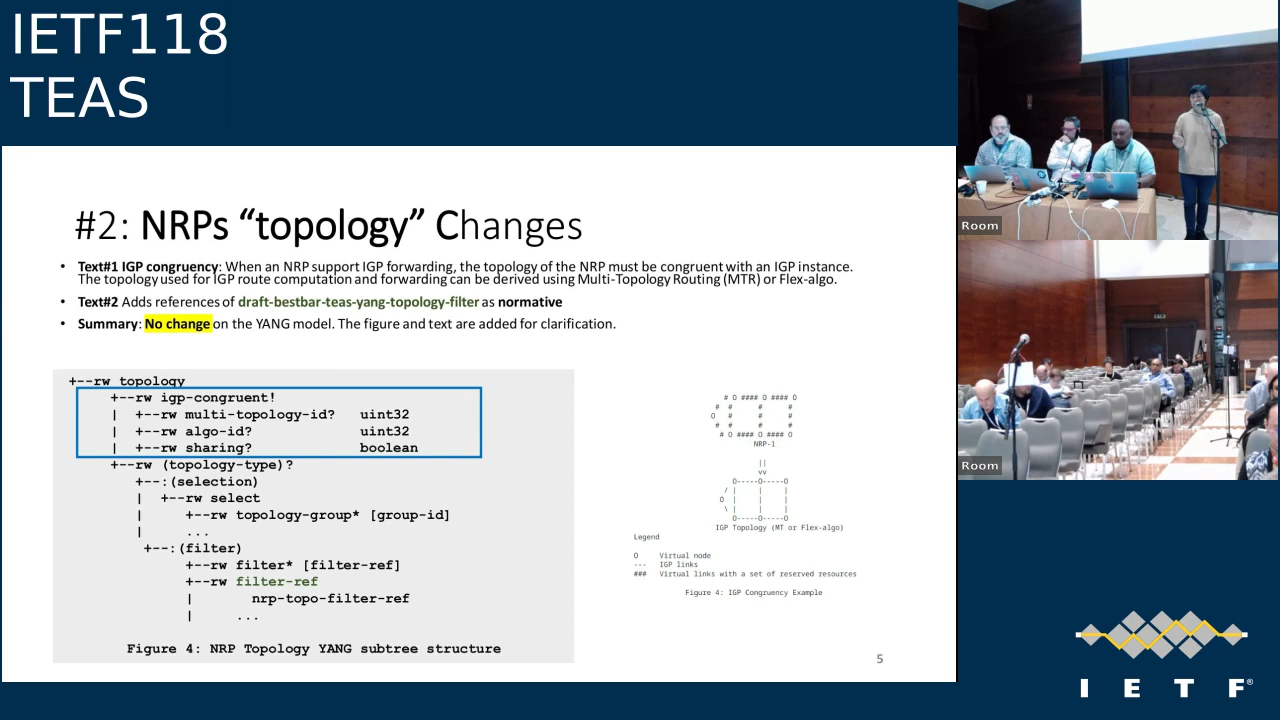 IETF118
TEAS
#2: NRPs “topology” Changes
• Text#1 IGP congruency: When an NRP support IGP forwarding, the topology of the NRP must be congruent with an IGP instance.
The topology used for IGP route computation and forwarding can be derived using Multi-Topology Routing (MTR) or Flex-algo.
• Text#2 Adds references of draft-bestbar-teas-yang-topology-filter as normative
• Summary: No change on the YANG model. The figure and text are added for clarification.
+--rw topology
+--rw igp-congruent!
| +--rw multi-topology-id? uint32
| +--rw algo-id? uint32
| +--rw sharing? boolean
+--rw (topology-type)?
+--:(selection)
| +--rw select
| +--rw topology-group* [group-id]
| ...
+--:(filter)
+--rw filter* [filter-ref]
+--rw filter-ref
| nrp-topo-filter-ref
| ...
Figure 4: NRP Topology YANG subtree structure
# O #### O #### O
# # # #
O # # #
# # # #
# O #### O #### O
NRP-1
||
vv
O-----O-----O
/ | | |
O | | |
\ | | |
O-----O-----O
IGP Topology (MT or Flex-algo)
Legend
O Virtual node
--- IGP links
### Virtual links with a set of reserved resources
Figure 4: IGP Congruency Example
5
Room
Room
I E T F®